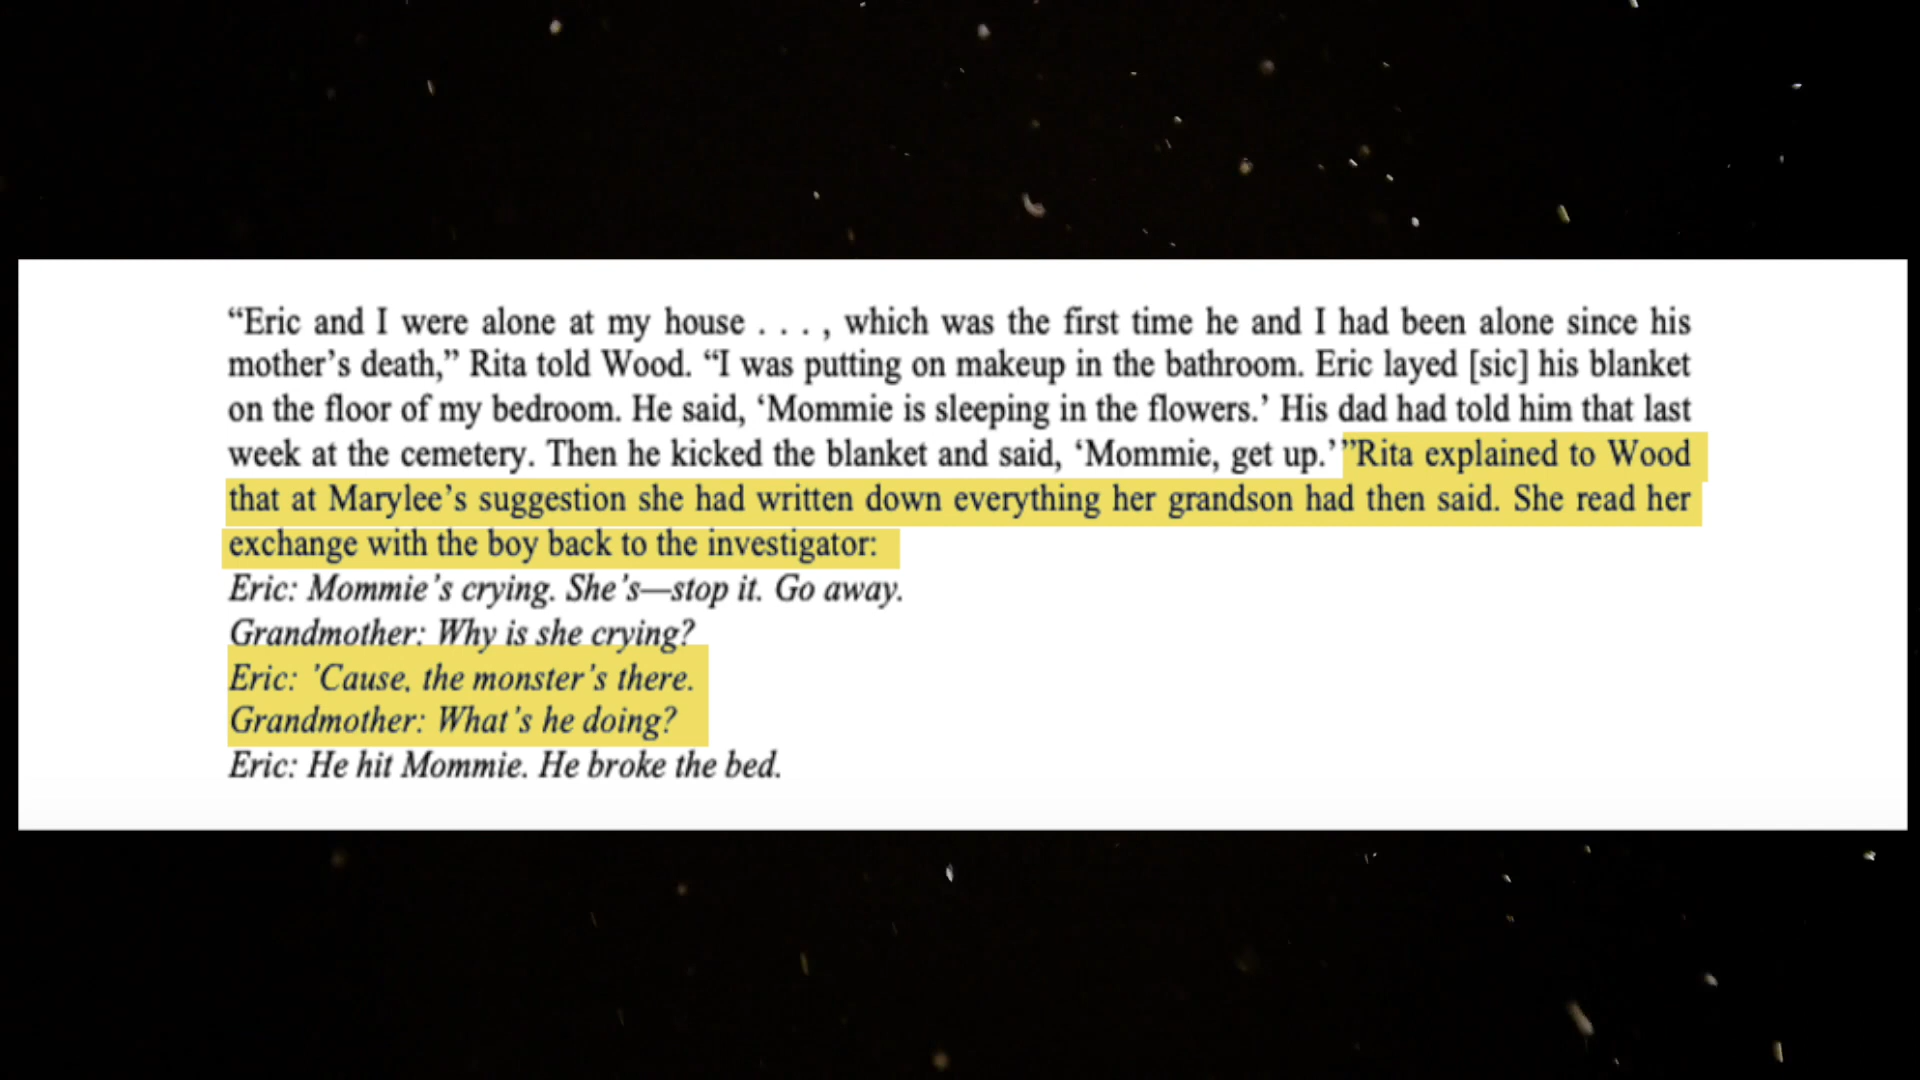 “Eric and I were alone at my house . . . , which was the first time he and I had been alone since his
mother’s death,” Rita told Wood. “I was putting on makeup in the bathroom. Eric layed [sic] his blanket
on the floor of my bedroom. He said, ‘Mommie is sleeping in the flowers.’ His dad had told him that last
week at the cemetery. Then he kicked the blanket and said, ‘Mommie, get up.’ ”Rita explained to Wood
that at Marylee’s suggestion she had written down everything her grandson had then said. She read her
exchange with the boy back to the investigator:
Eric: Mommie’s crying. She’s—stop it. Go away.
Grandmother: Why is she crying?
Eric: ’Cause, the monster’s there.
Grandmother: What’s he doing?
Eric: He hit Mommie. He broke the bed.